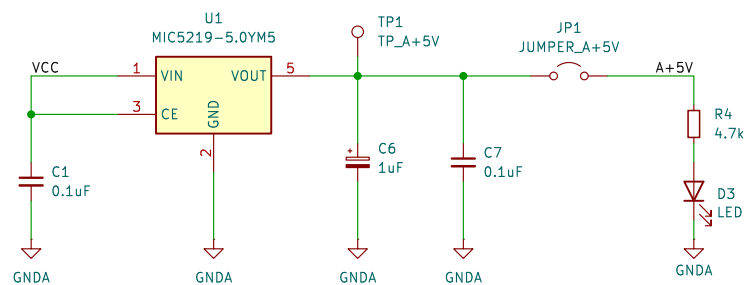 U1
MIC5219-5.0YM5
TP1
TP_A+5V
JP1
JUMPER_A+5V
VCC
1
VIN
VOUT
5
A+5V
3
CE
GND
2
R4
4.7k
C6
1uF
C7
0.1uF
C1
0.1uF
D3
LED
GNDA
GNDA
GNDA
GNDA
GNDA